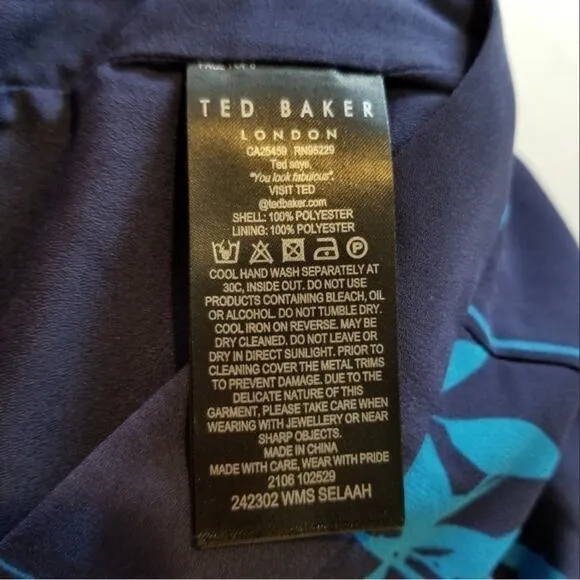 TED BAKER
LONDON
CA25459 RN96229
Ted says,
"You look fabulous".
VISIT TED
@tedbaker.com
SHELL: 100% POLYESTER
LINING: 100% POLYESTER
P
COOL HAND WASH SEPARATELY AT
30C, INSIDE OUT. DO NOT USE
PRODUCTS CONTAINING BLEACH, OIL
OR ALCOHOL. DO NOT TUMBLE DRY.
COOL IRON ON REVERSE. MAY BE
DRY CLEANED. DO NOT LEAVE OR
DRY IN DIRECT SUNLIGHT. PRIOR TO
CLEANING COVER THE METAL TRIMS
TO PREVENT DAMAGE. DUE TO THE
DELICATE NATURE OF THIS
GARMENT, PLEASE TAKE CARE WHEN
WEARING WITH JEWELLERY OR NEAR
SHARP OBJECTS.
MADE IN CHINA
MADE WITH CARE, WEAR WITH PRIDE
2106 102529
242302 WMS SELAAH